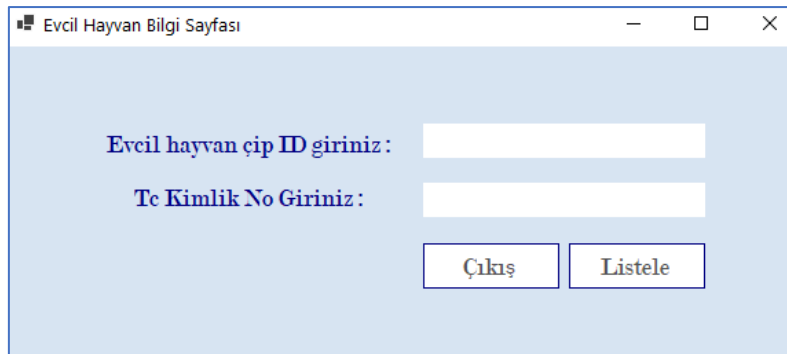 Evcil Hayvan Bilgi Sayfası
Evcil hayvan çip ID giriniz :
Tc Kimlik No Giriniz :
Çıkış Listele